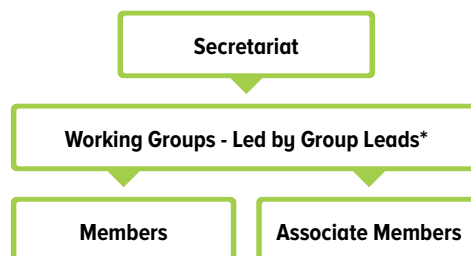 Secretariat
Working Groups - Led by Group Leads*
Members
Associate Members